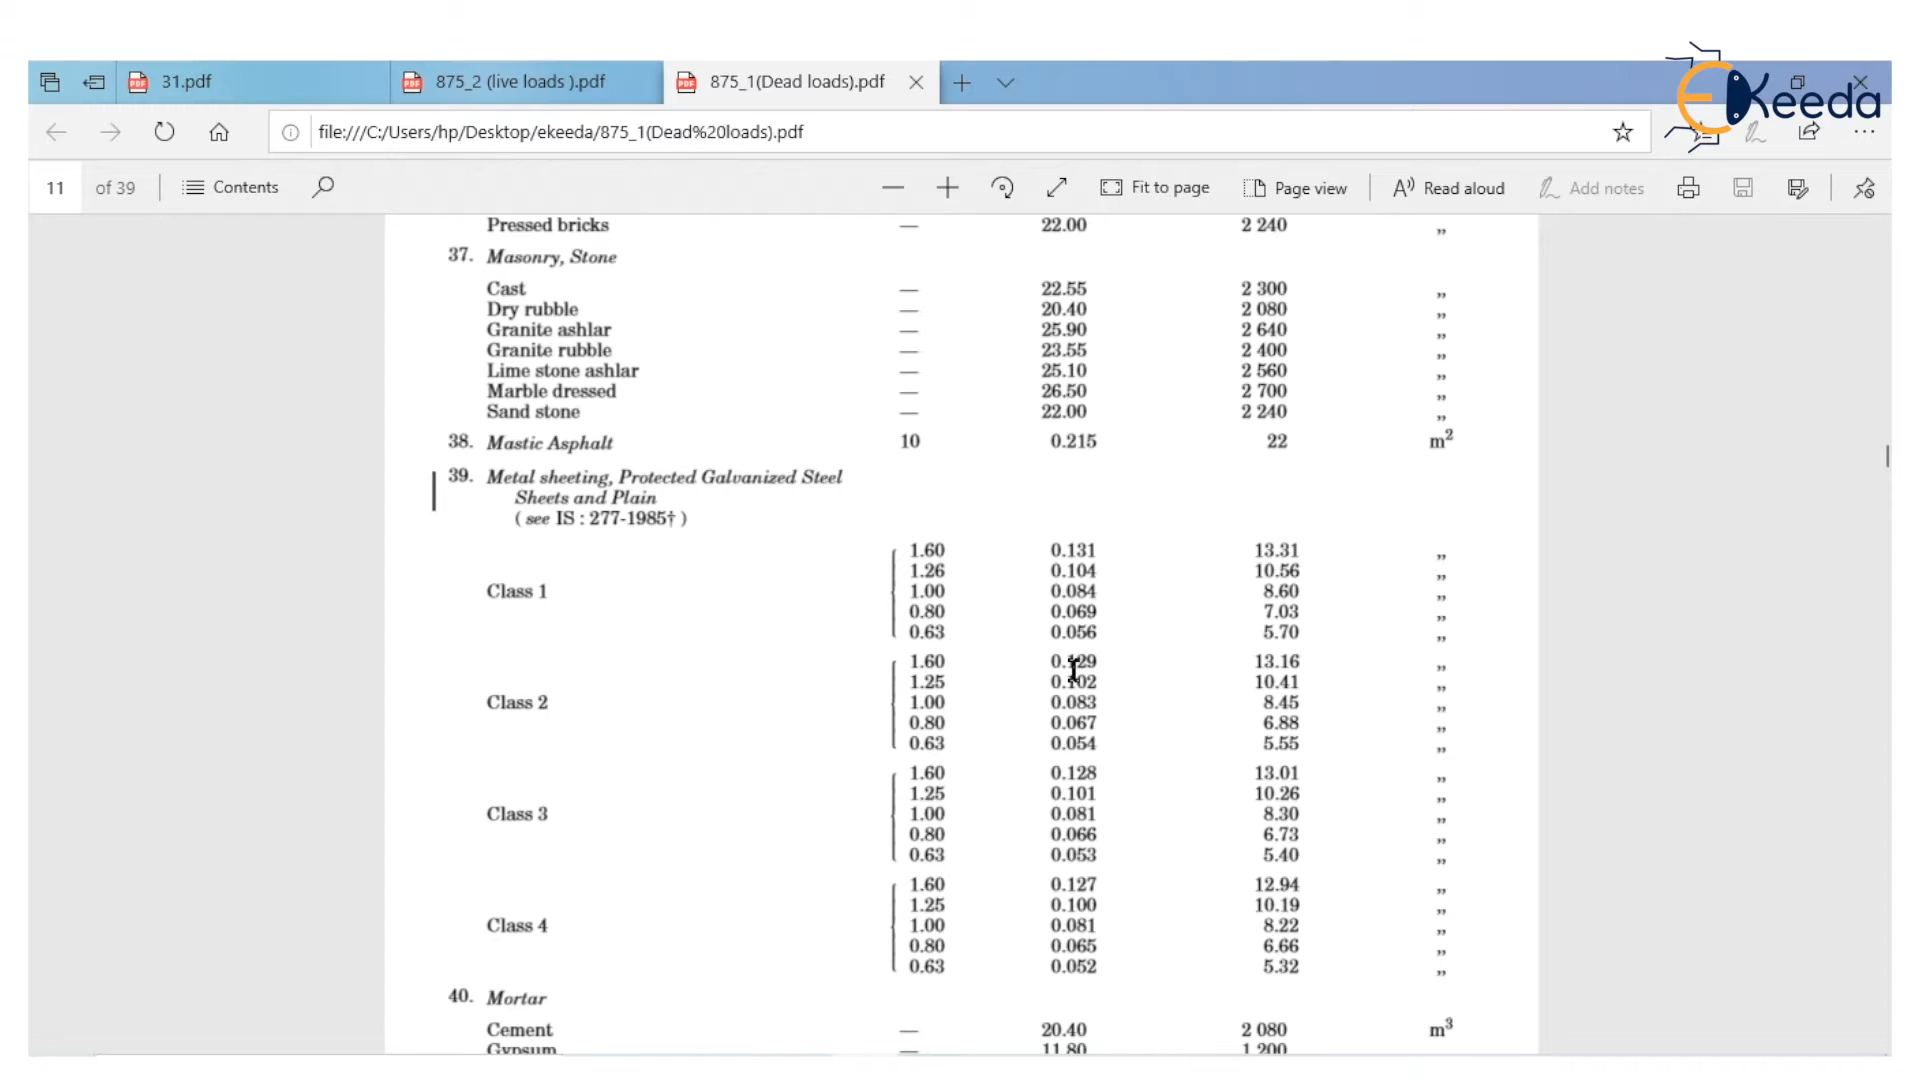 31.pdf 875_2 (live loads ).pdf 875_1(Dead loads).pdf
EKeeda
file:///C:/Users/hp/Desktop/ekeeda/875_1(Dead%20loads).pdf
11 of 39 Contents Fit to page Page view Read aloud Add notes
Pressed bricks — 22.00 2 240 ”
37. Masonry, Stone
Cast — 22.55 2 300 ”
Dry rubble — 20.40 2 080 ”
Granite ashlar — 25.90 2 640 ”
Granite rubble — 23.55 2 400 ”
Lime stone ashlar — 25.10 2 560 ”
Marble dressed — 26.50 2 700 ”
Sand stone — 22.00 2 240 ”
38. Mastic Asphalt 10 0.215 22 m²
39. Metal sheeting, Protected Galvanized Steel
Sheets and Plain
( see IS : 277-1985† )
1.60 0.131 13.31 ”
1.26 0.104 10.56 ”
Class 1 1.00 0.084 8.60 ”
0.80 0.069 7.03 ”
0.63 0.056 5.70 ”
1.60 0.129 13.16 ”
1.25 0.102 10.41 ”
Class 2 1.00 0.083 8.45 ”
0.80 0.067 6.88 ”
0.63 0.054 5.55 ”
1.60 0.128 13.01 ”
1.25 0.101 10.26 ”
Class 3 1.00 0.081 8.30 ”
0.80 0.066 6.73 ”
0.63 0.053 5.40 ”
1.60 0.127 12.94 ”
1.25 0.100 10.19 ”
Class 4 1.00 0.081 8.22 ”
0.80 0.065 6.66 ”
0.63 0.052 5.32 ”
40. Mortar
Cement — 20.40 2 080 m³
Gypsum — 11.80 1 200